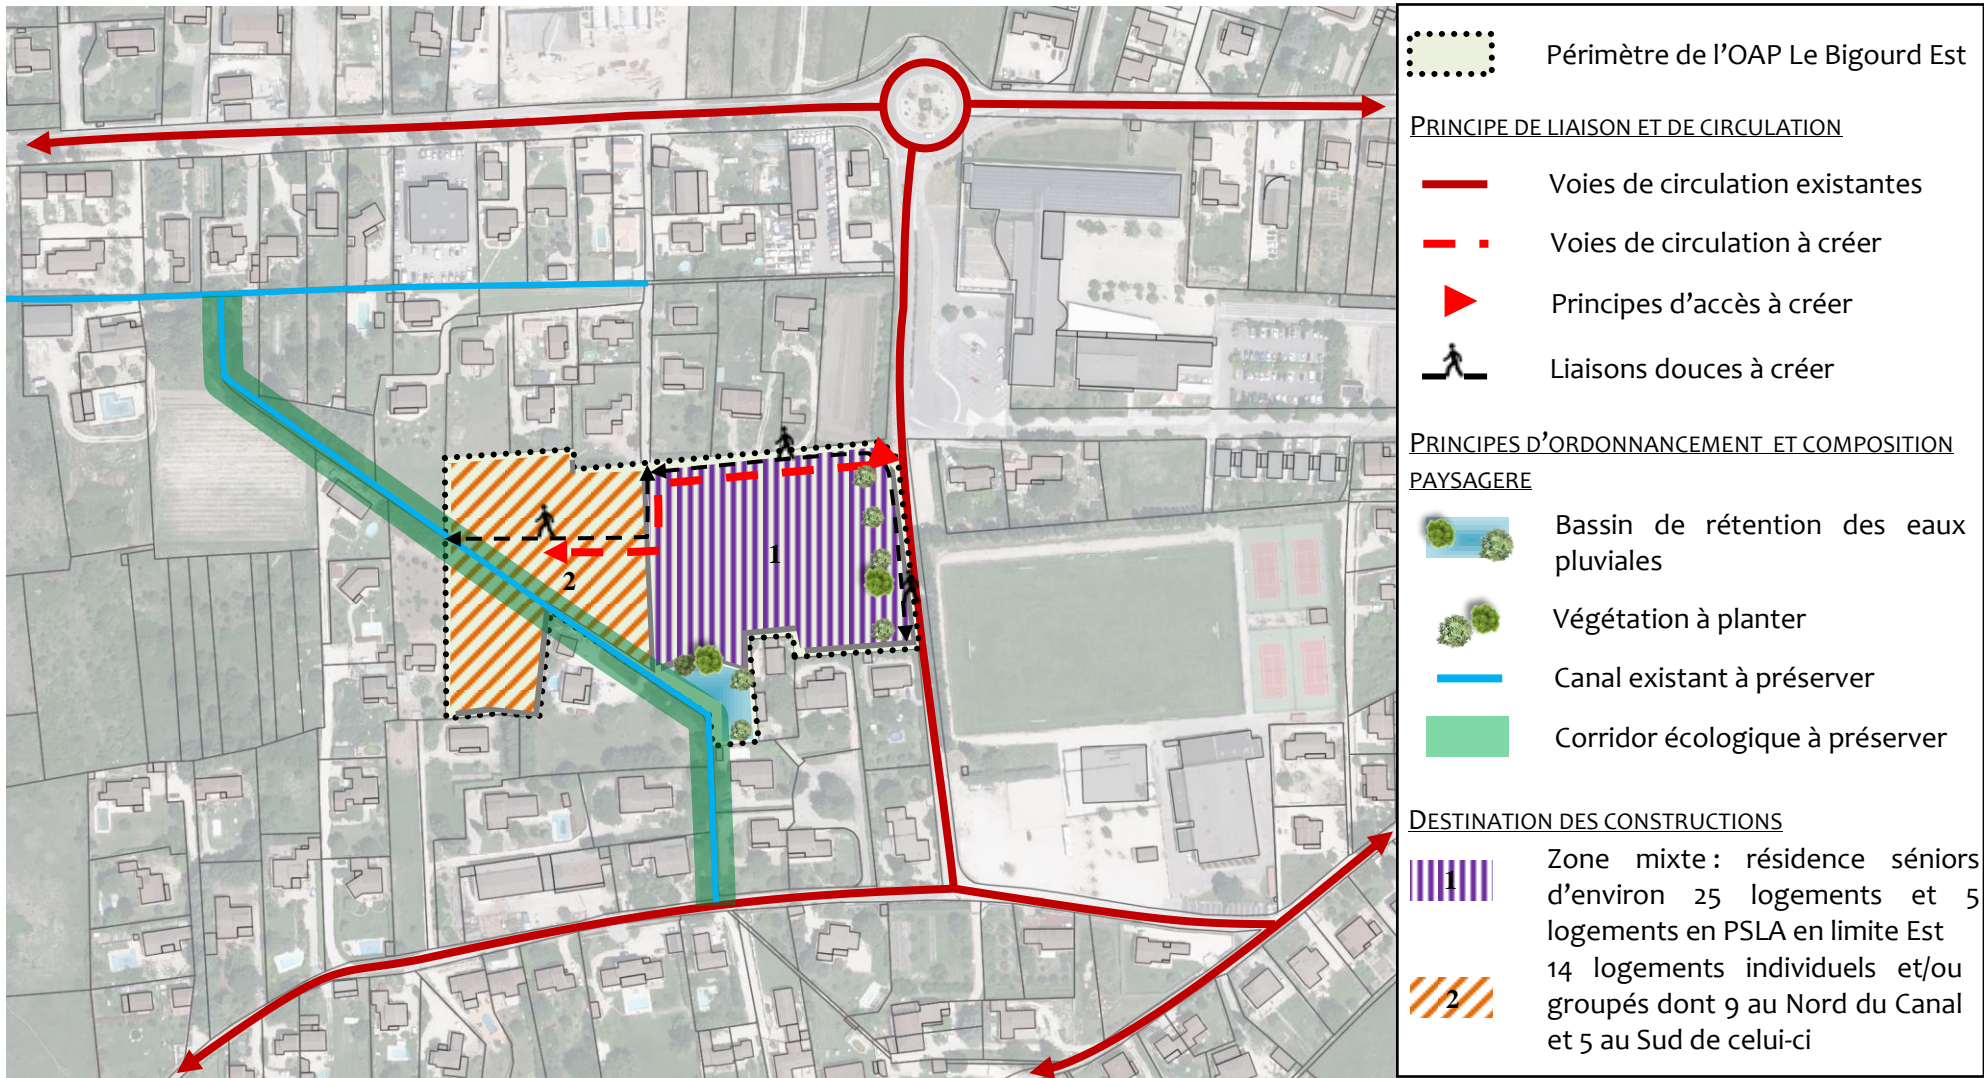 Périmètre de l'OAP Le Bigourd Est
PRINCIPE DE LIAISON ET DE CIRCULATION
Voies de circulation existantes
Voies de circulation à créer
Principes d'accès à créer
Liaisons douces à créer
PRINCIPES D'ORDONNANCEMENT ET COMPOSITION
PAYSAGERE
Bassin de rétention des eaux
pluviales
Végétation à planter
Canal existant à préserver
Corridor écologique à préserver
DESTINATION DES CONSTRUCTIONS
1
Zone mixte : résidence séniors
d'environ 25 logements et 5
logements en PSLA en limite Est
2
14 logements individuels et/ou
groupés dont 9 au Nord du Canal
et 5 au Sud de celui-ci
1
2